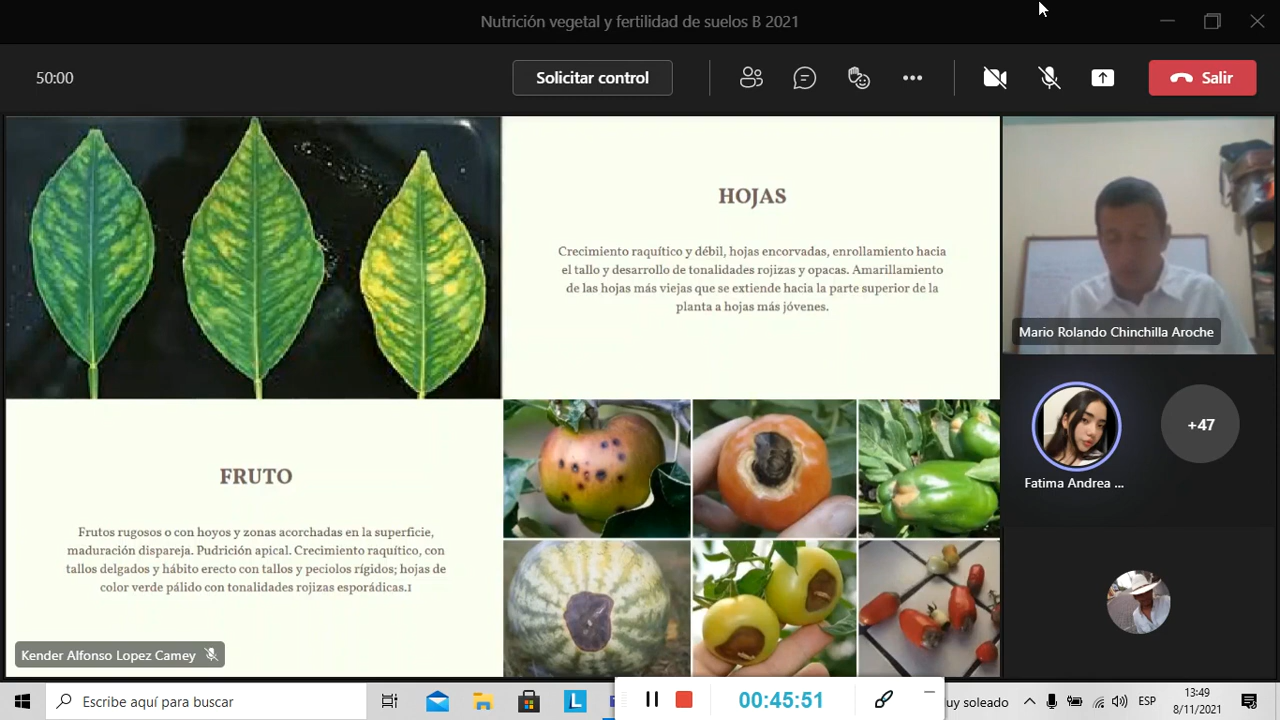 Nutrición vegetal y fertilidad de suelos B 2021
50:00
Solicitar control
Salir
HOJAS
Crecimiento raquítico y débil, hojas encorvadas, enrollamiento hacia
el tallo y desarrollo de tonalidades rojizas y opacas. Amarillamiento
de las hojas más viejas que se extiende hacia la parte superior de la
planta a hojas más jóvenes.
Mario Rolando Chinchilla Aroche
+47
Fatima Andrea ...
FRUTO
Frutos rugosos o con hoyos y zonas acorchadas en la superficie,
maduración dispareja. Pudrición apical. Crecimiento raquítico, con
tallos delgados y hábito erecto con tallos y peciolos rígidos; hojas de
color verde pálido con tonalidades rojizas esporádicas.1
Kender Alfonso Lopez Camey
Escribe aquí para buscar
L
00:45:51
uy soleado
ESP
13:49
8/11/2021